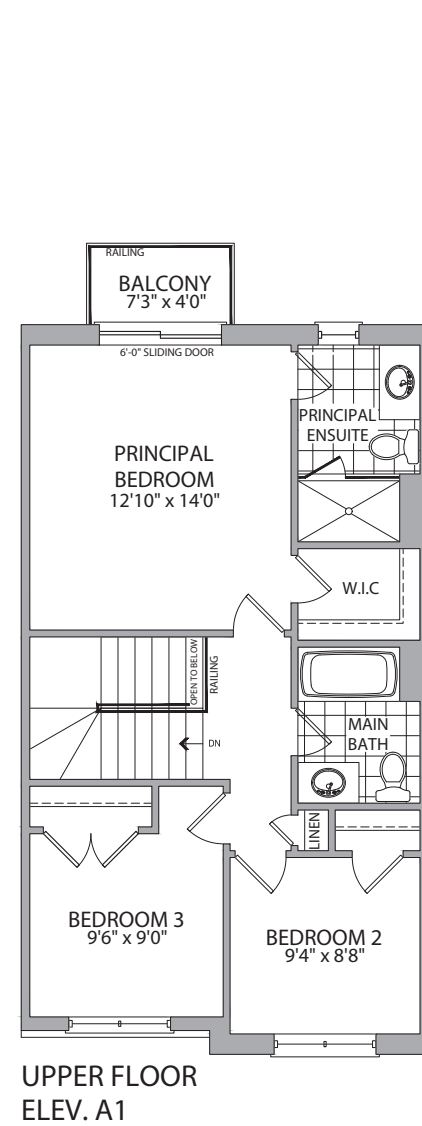 RAILING
BALCONY
7'3" x 4'0"
6'-0" SLIDING DOOR
PRINCIPAL
ENSUITE
PRINCIPAL
BEDROOM
12'10" x 14'0"
W.I.C
OPEN TO BELOW
RAILING
DN
MAIN
BATH
LINEN
BEDROOM 3
9'6" x 9'0"
BEDROOM 2
9'4" x 8'8"
UPPER FLOOR
ELEV. A1